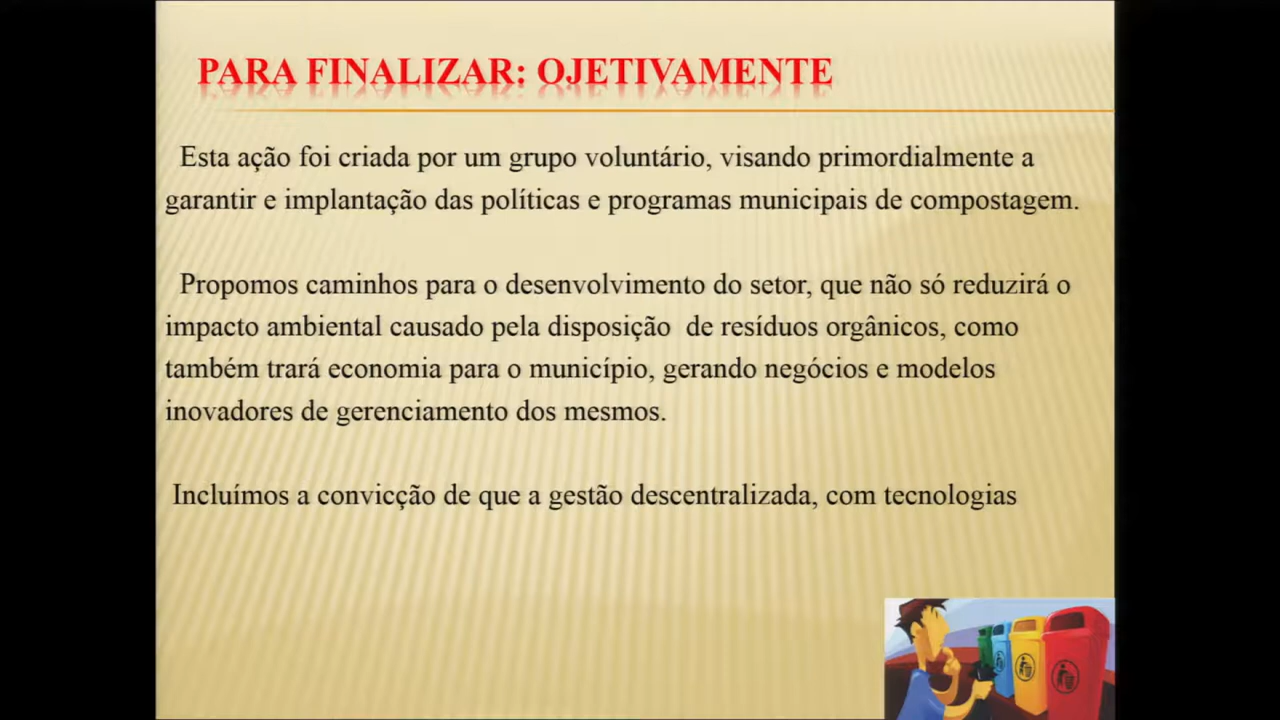 PARA FINALIZAR: OJETIVAMENTE
Esta ação foi criada por um grupo voluntário, visando primordialmente a
garantir e implantação das políticas e programas municipais de compostagem.
Propomos caminhos para o desenvolvimento do setor, que não só reduzirá o
impacto ambiental causado pela disposição de resíduos orgânicos, como
também trará economia para o município, gerando negócios e modelos
inovadores de gerenciamento dos mesmos.
Incluímos a convicção de que a gestão descentralizada, com tecnologias